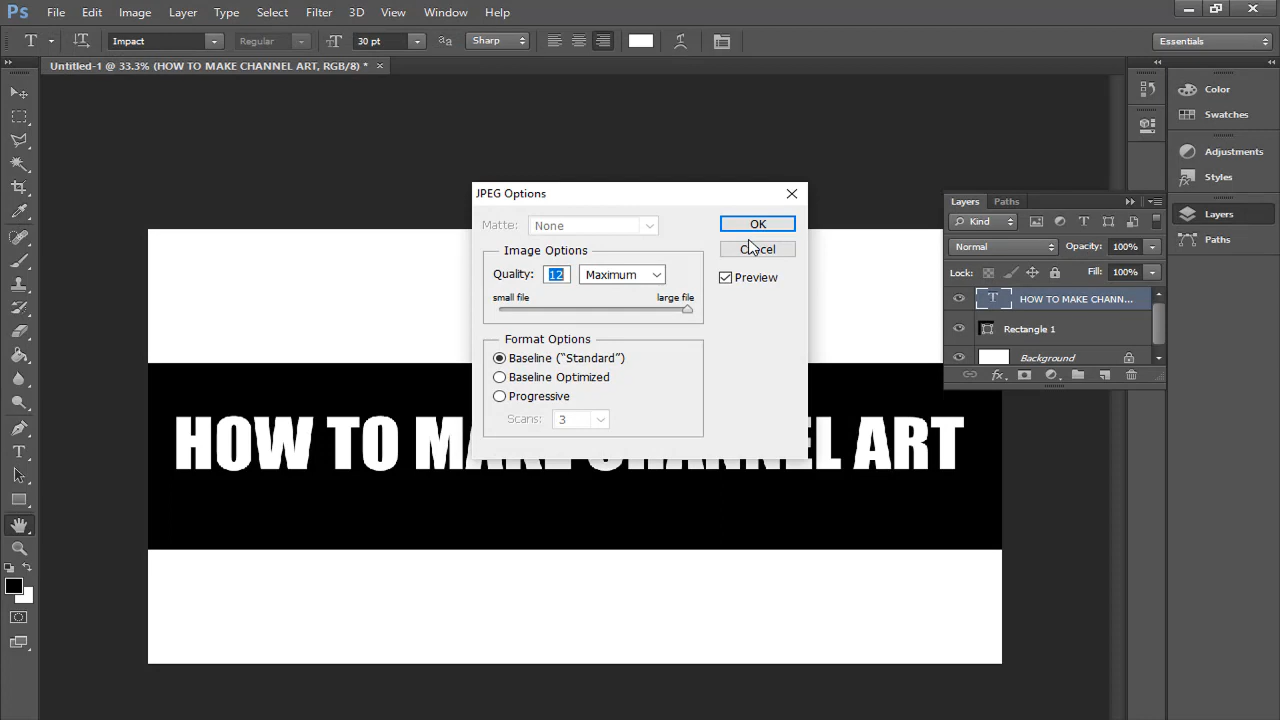 Ps File Edit Image Layer Type Select Filter 3D View Window Help
T Impact Regular 30 pt aa Sharp Essentials
Untitled-1 @ 33.3% (HOW TO MAKE CHANNEL ART, RGB/8) * ×
Color
Swatches
Adjustments
Styles
Layers
Paths
Layers Paths
Kind
Normal Opacity: 100%
Lock: Fill: 100%
T HOW TO MAKE CHANN...
Rectangle 1
Background
fx
JPEG Options
Matte: None
OK
Cancel
Preview
Image Options
Quality: 12 Maximum
small file large file
Format Options
Baseline (“Standard”)
Baseline Optimized
Progressive
Scans: 3
HOW TO MAKE CHANNEL ART